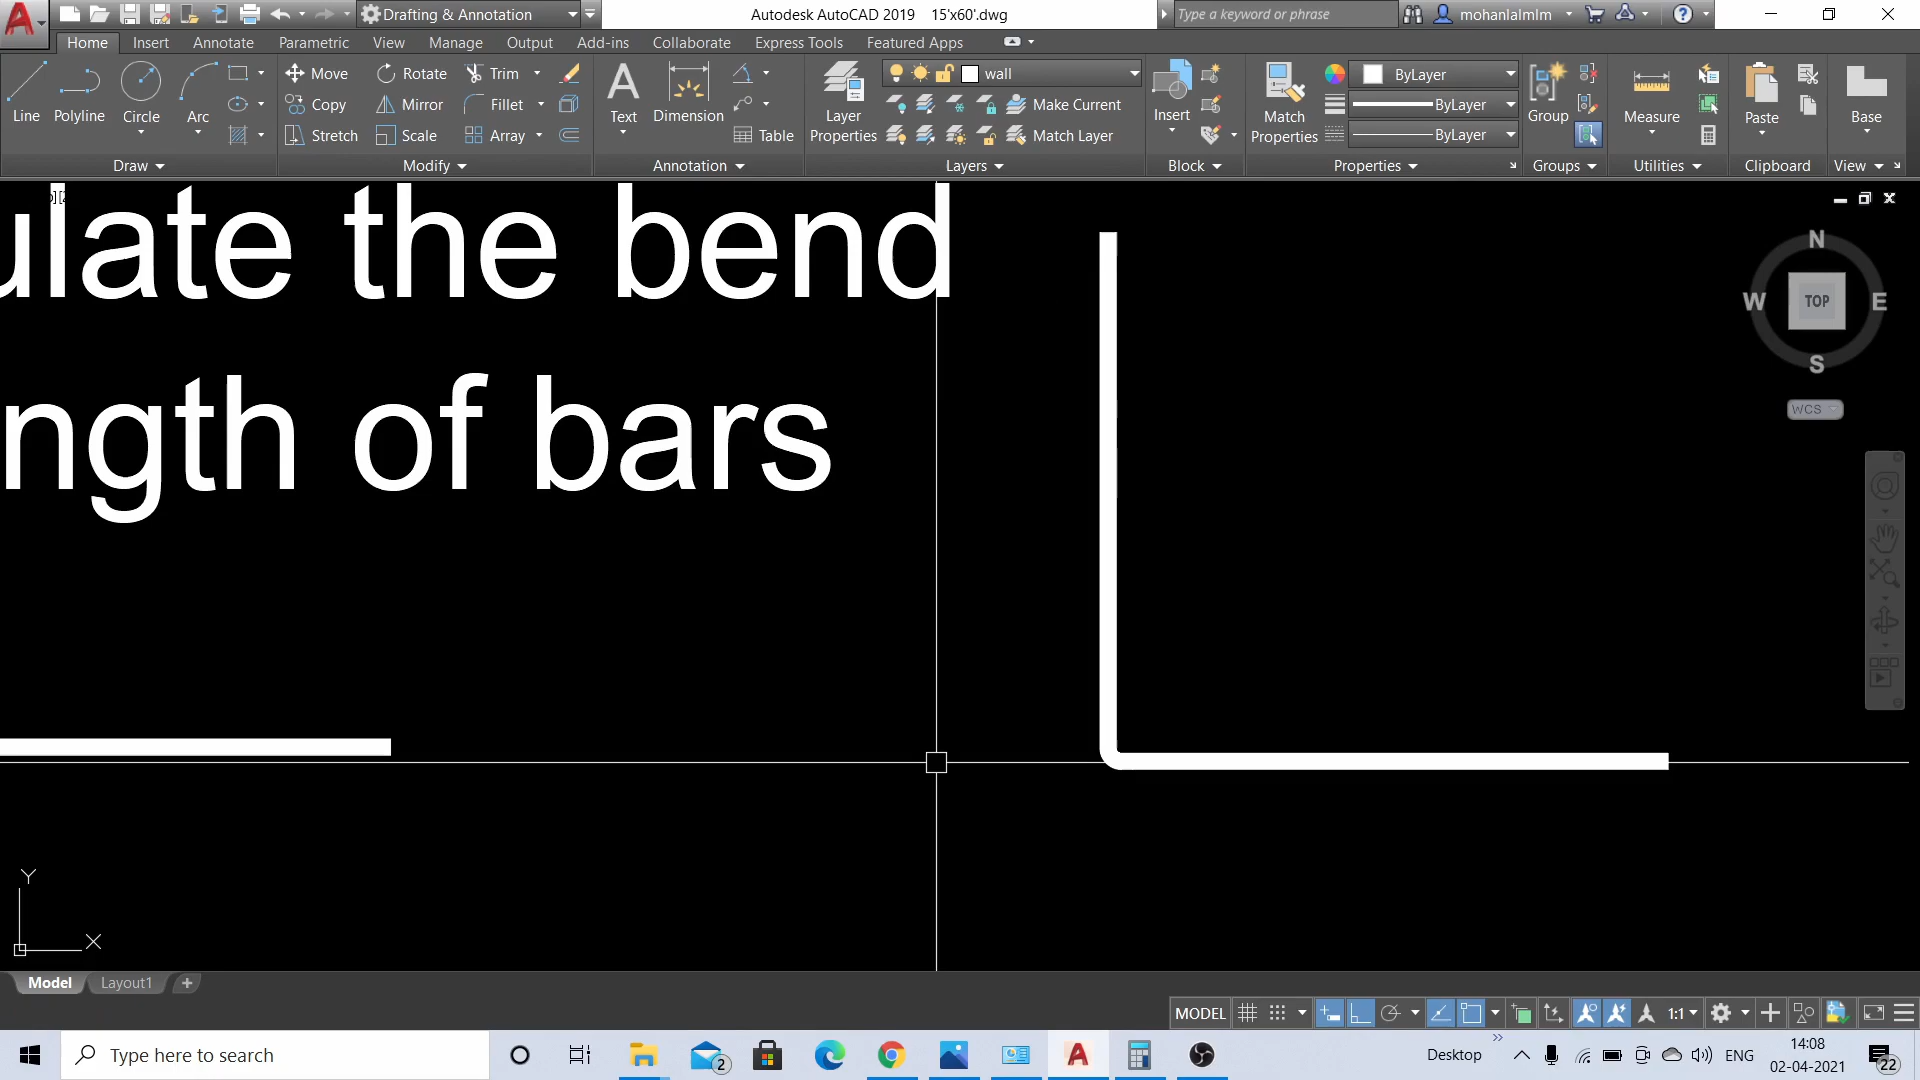 Drafting & Annotation
Autodesk AutoCAD 2019 15'x60'.dwg
Type a keyword or phrase
mohanlalmlm
Home Insert Annotate Parametric View Manage Output Add-ins Collaborate Express Tools Featured Apps
Line
Polyline
Circle
Arc
Draw
Move
Rotate
Trim
Copy
Mirror
Fillet
Stretch
Scale
Array
Modify
Text
Dimension
Table
Annotation
Layer
Properties
wall
Make Current
Match Layer
Layers
Insert
Block
Match
Properties
ByLayer
ByLayer
ByLayer
Properties
Group
Groups
Measure
Utilities
Paste
Clipboard
Base
View
ulate the bend
ngth of bars
N
W TOP E
S
WCS
Y
X
Model Layout1
MODEL
1:1
Type here to search
2
Desktop
ENG
14:08
02-04-2021
22